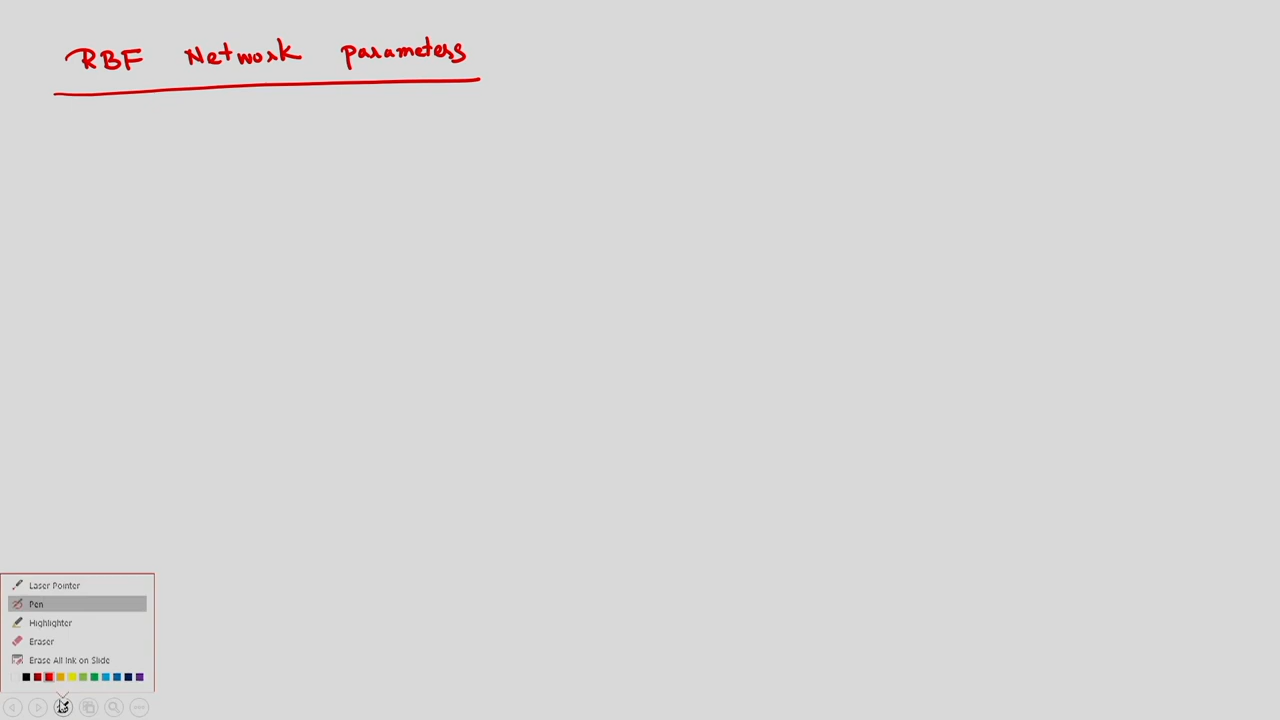 RBF Network parameters
Laser Pointer
Pen
Highlighter
Eraser
Erase All Ink on Slide